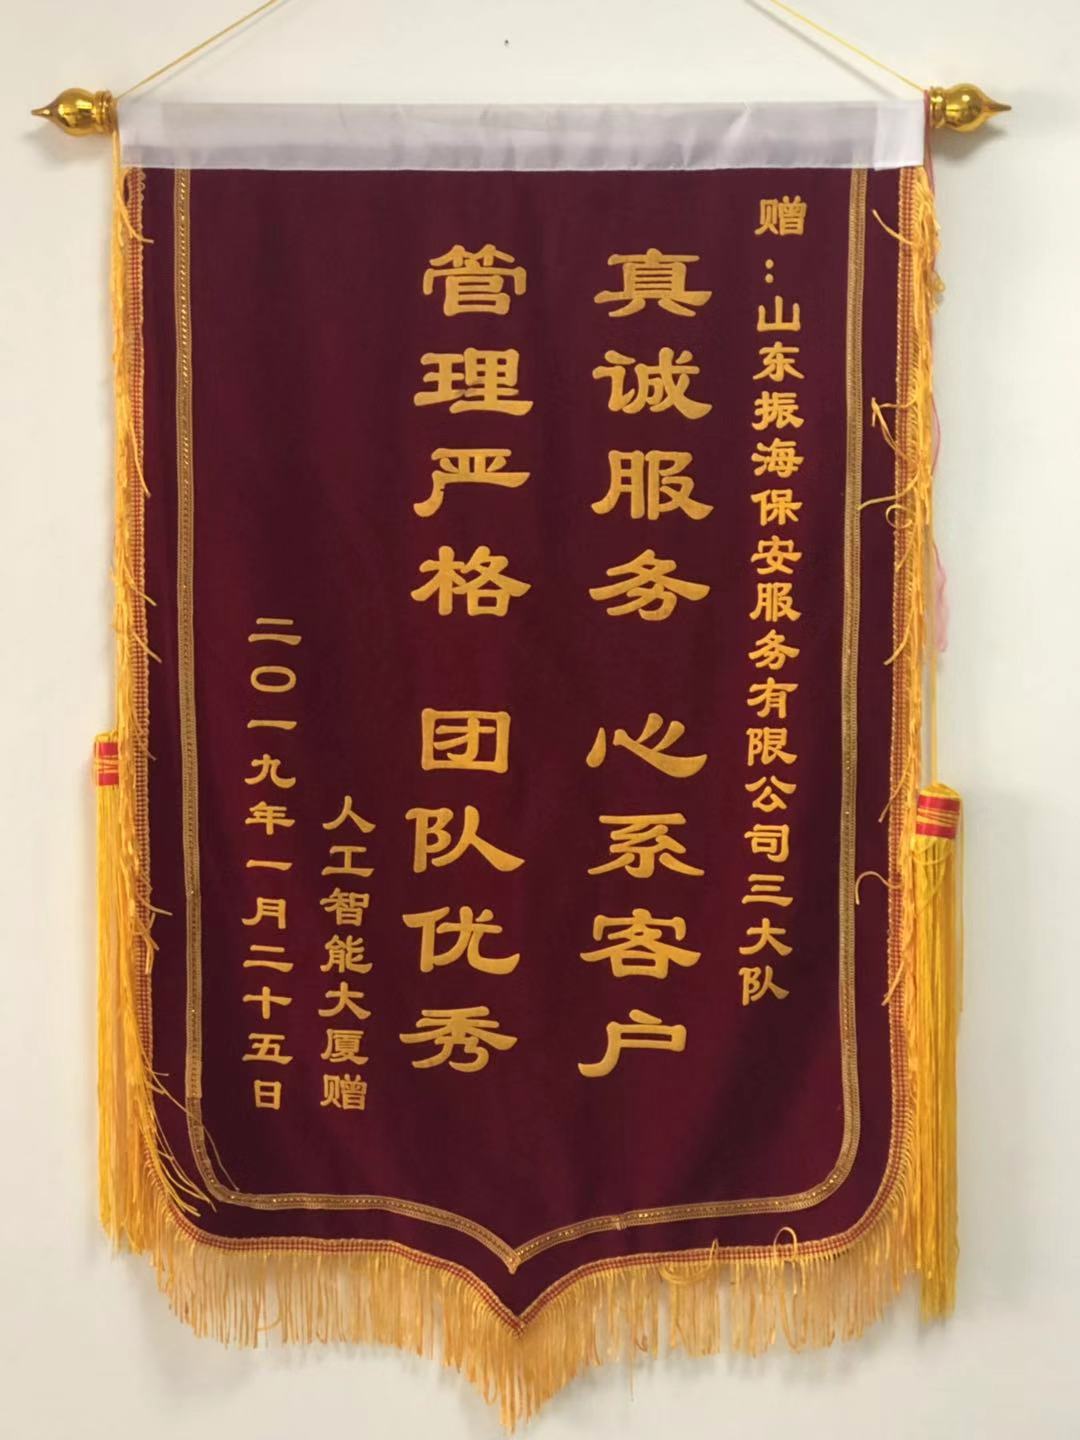 赠：山东振海保安服务有限公司三大队
真诚服务 心系客户
管理严格 团队优秀
人工智能大厦赠
二〇一九年一月二十五日